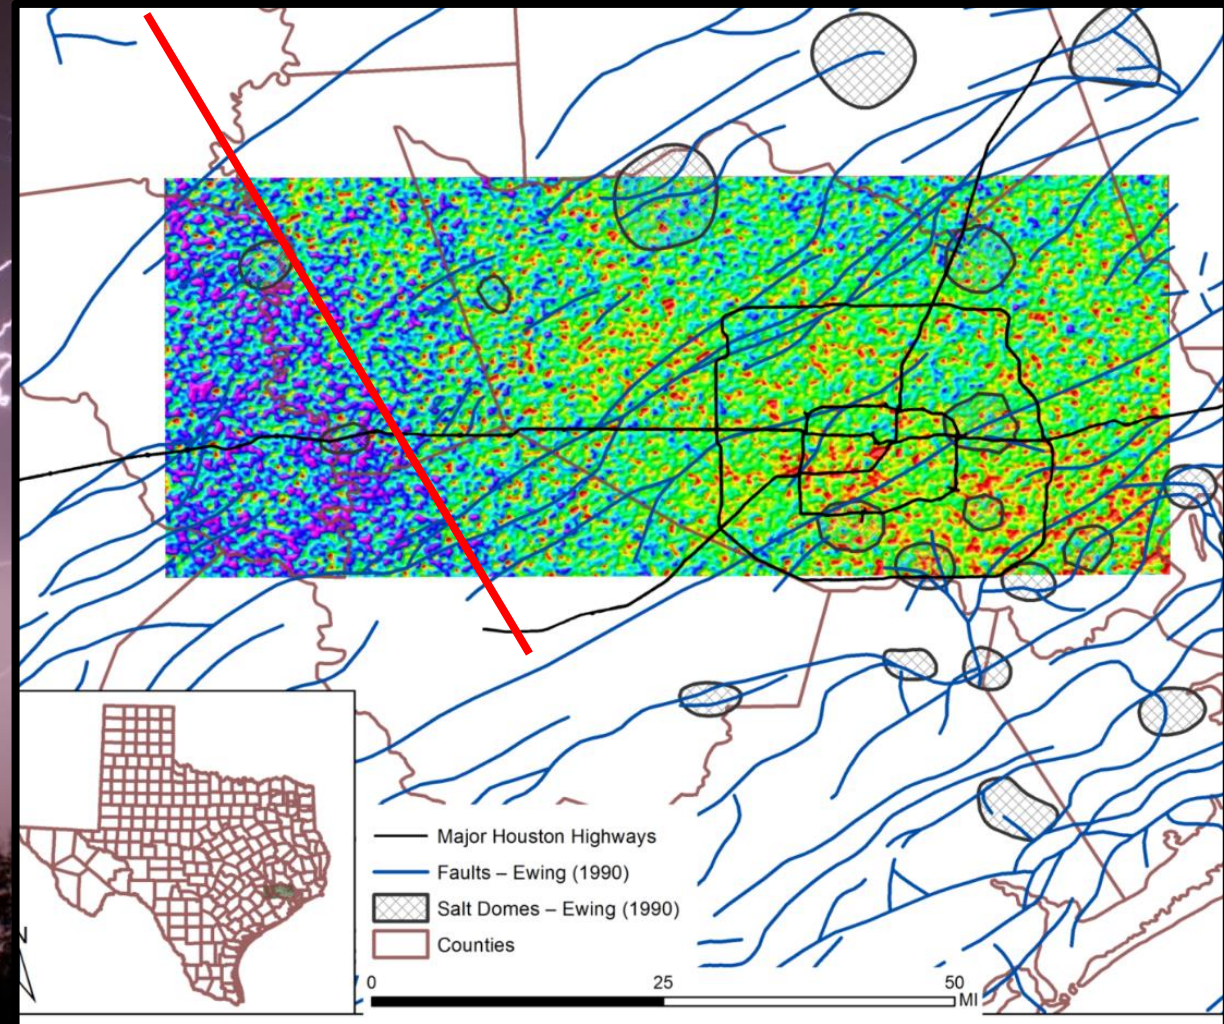 Major Houston Highways
Faults – Ewing (1990)
Salt Domes – Ewing (1990)
Counties
N
0 25 50
MI